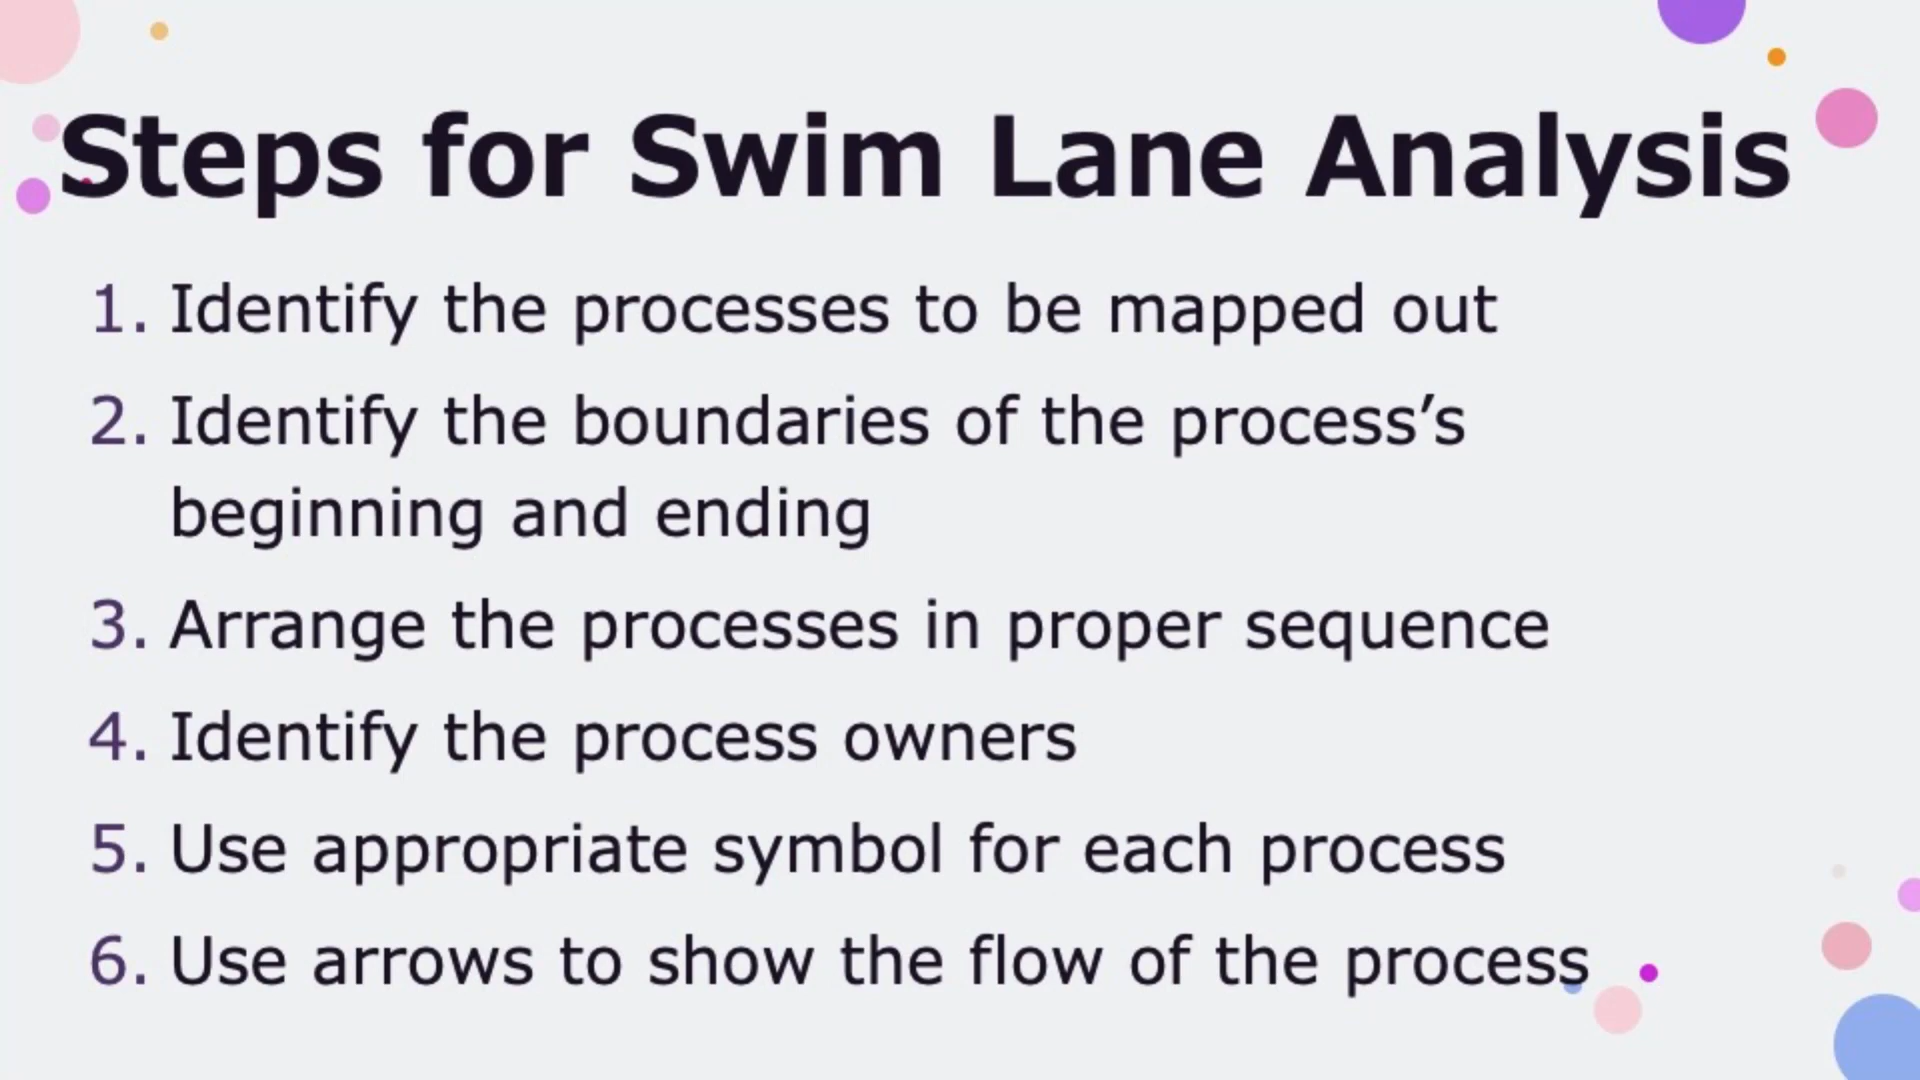 Steps for Swim Lane Analysis
1. Identify the processes to be mapped out
2. Identify the boundaries of the process’s
beginning and ending
3. Arrange the processes in proper sequence
4. Identify the process owners
5. Use appropriate symbol for each process
6. Use arrows to show the flow of the process